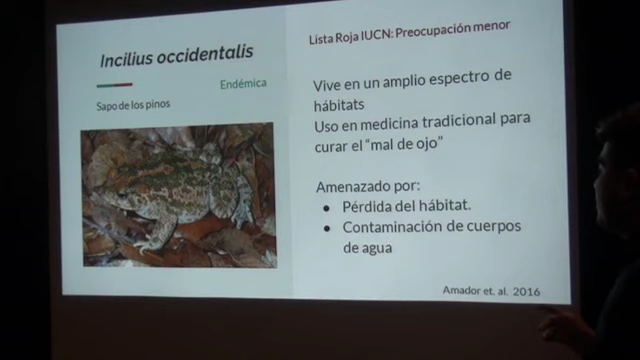 Incilius occidentalis
Endémica
Sapo de los pinos
Lista Roja IUCN: Preocupación menor
Vive en un amplio espectro de
hábitats
Uso en medicina tradicional para
curar el “mal de ojo”
Amenazado por:
● Pérdida del hábitat.
● Contaminación de cuerpos
de agua
Amador et. al. 2016